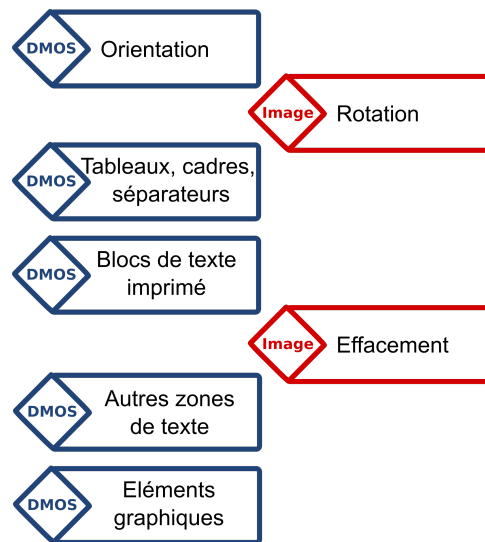 DMOS Orientation
Image Rotation
DMOS Tableaux, cadres,
séparateurs
DMOS Blocs de texte
imprimé
Image Effacement
DMOS Autres zones
de texte
DMOS Eléments
graphiques